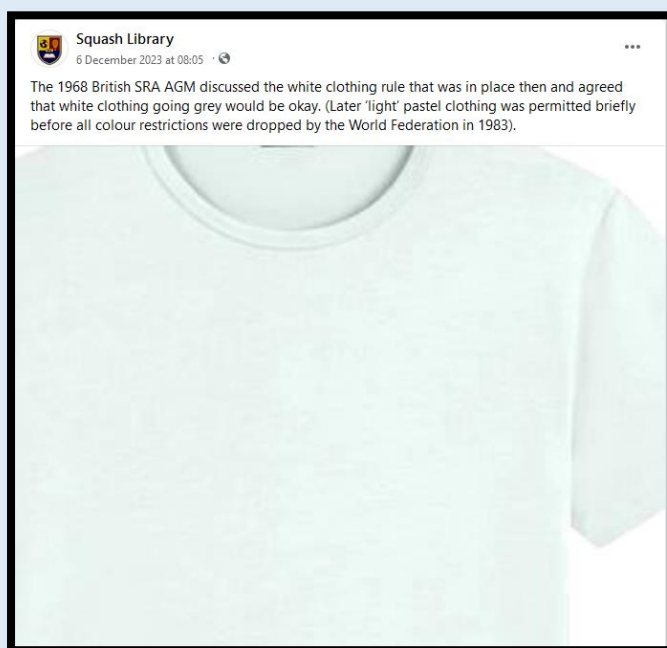 Squash Library
6 December 2023 at 08:05 ·
The 1968 British SRA AGM discussed the white clothing rule that was in place then and agreed
that white clothing going grey would be okay. (Later ‘light’ pastel clothing was permitted briefly
before all colour restrictions were dropped by the World Federation in 1983).